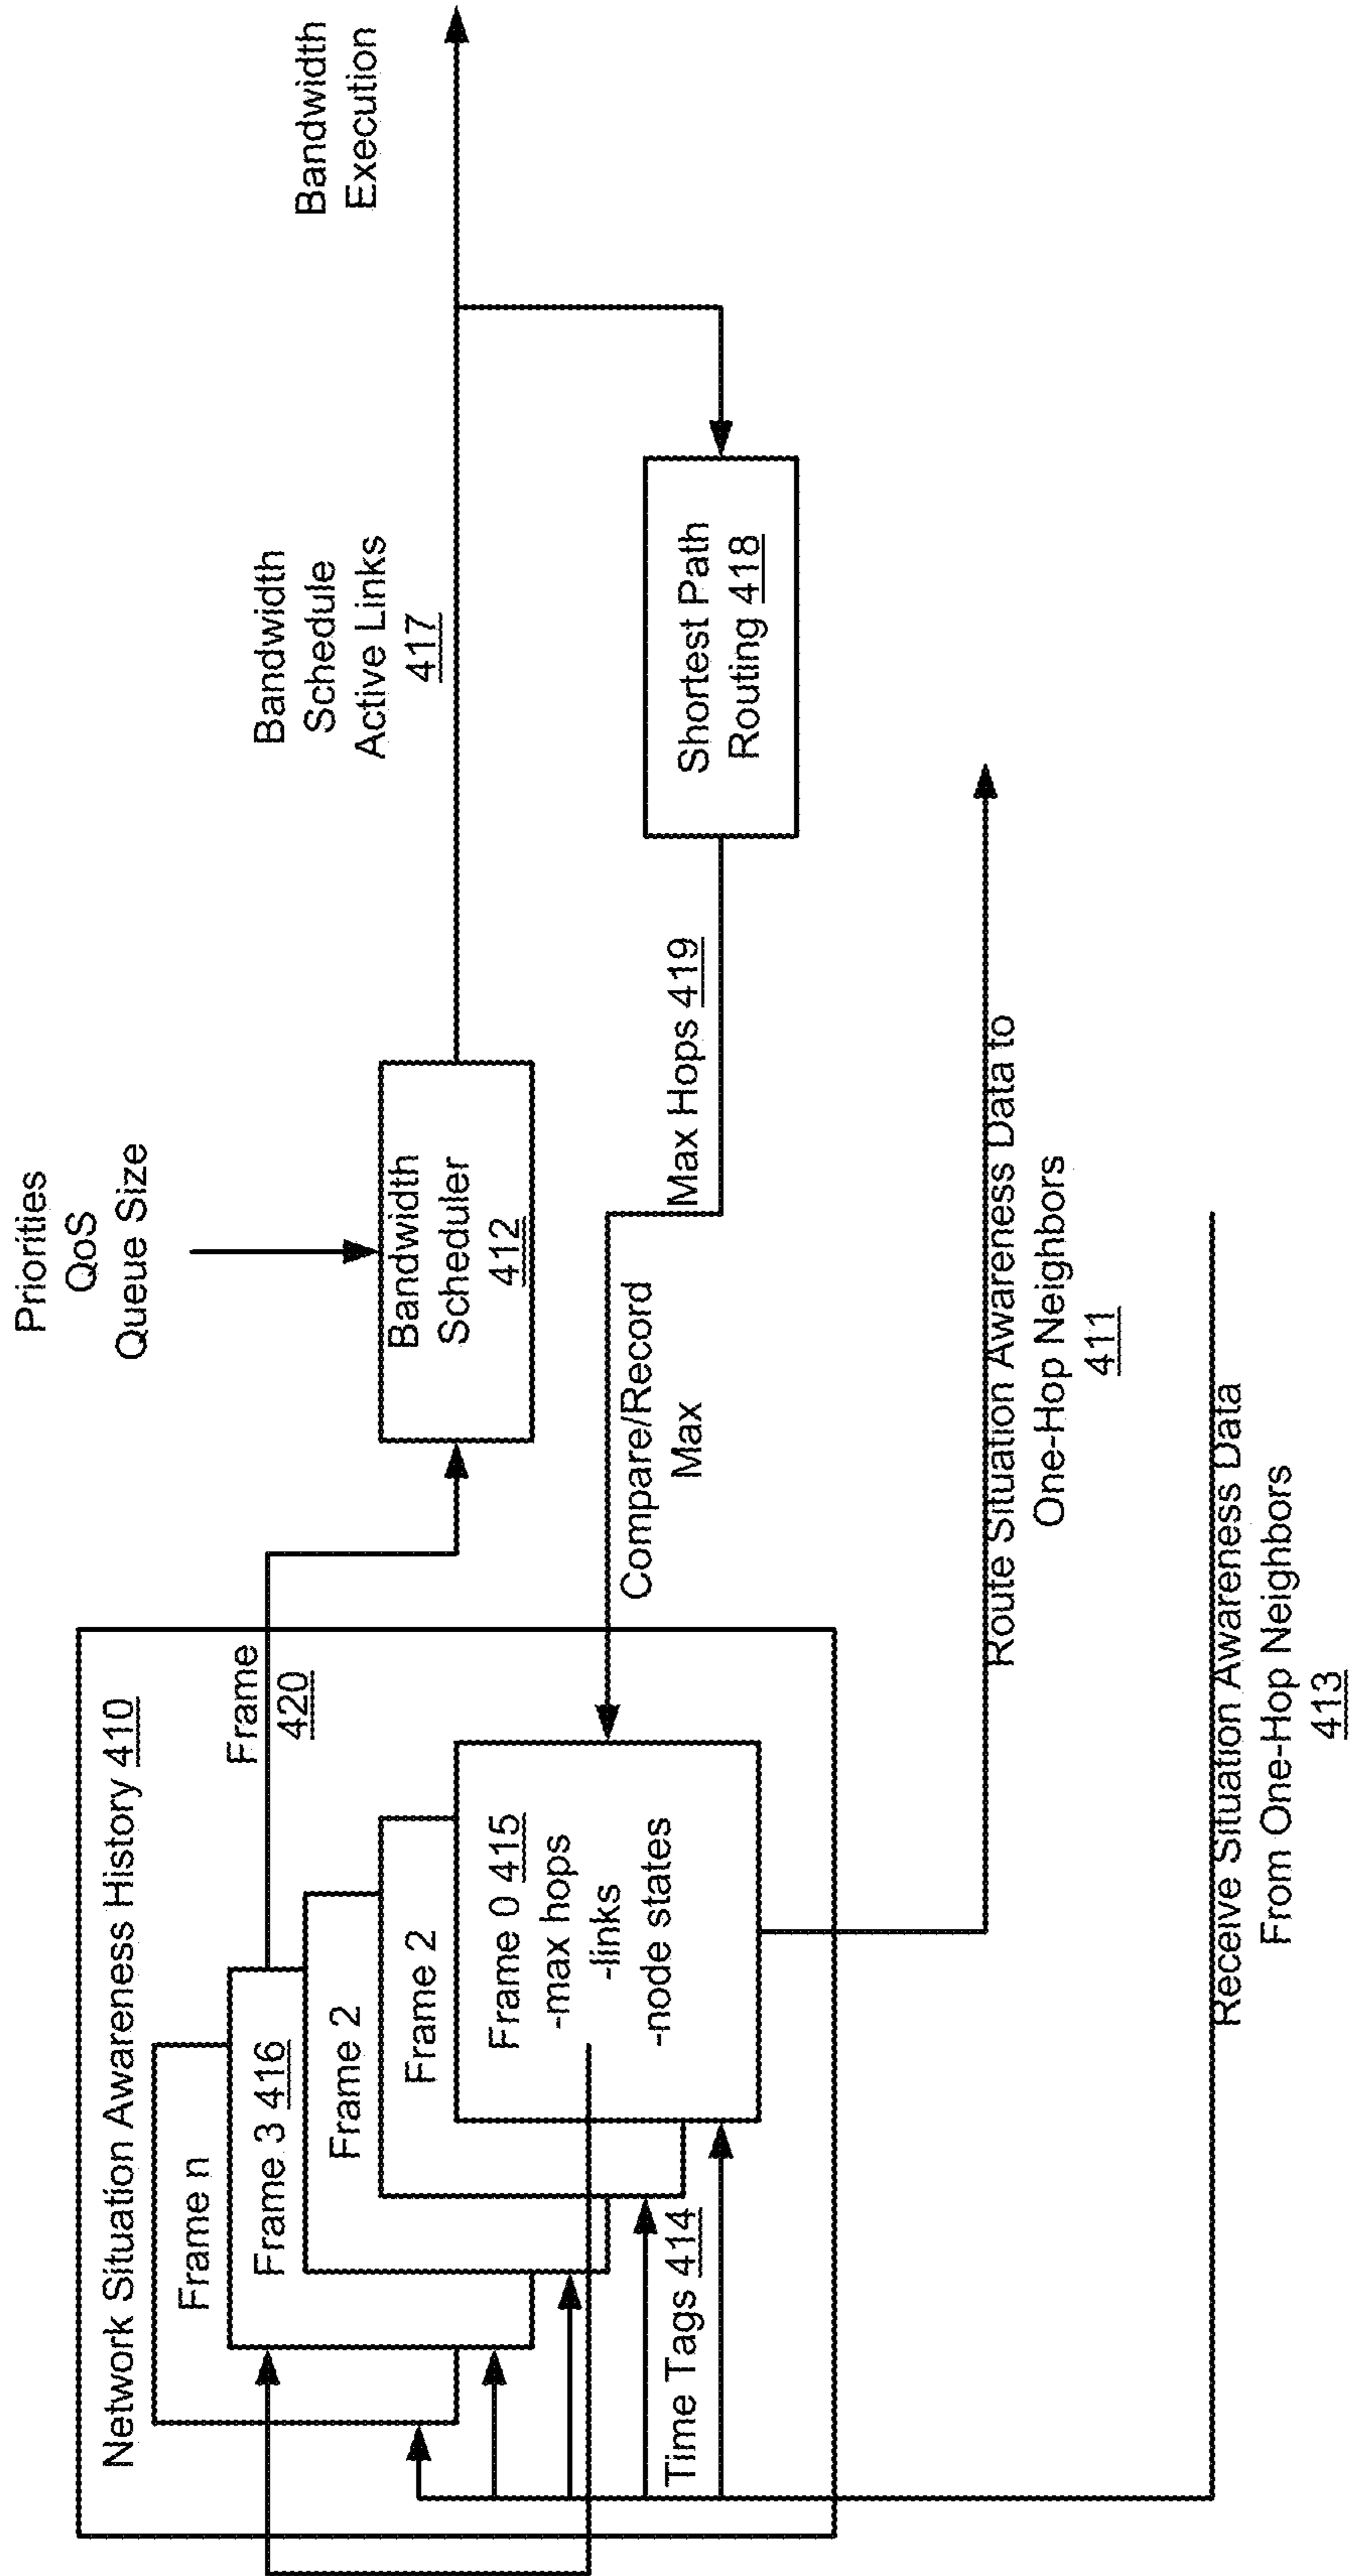 Priorities
QoS
Queue Size
Bandwidth
Execution
Bandwidth
Schedule
Active Links
417
Network Situation Awareness History 410
Frame
420
Bandwidth
Scheduler
412
Frame n
Frame 3 416
Frame 2
Frame 2
Frame 0 415
-max hops
-links
-node states
Time Tags 414
Compare/Record
Max
Max Hops 419
Shortest Path
Routing 418
Route Situation Awareness Data to
One-Hop Neighbors
411
Receive Situation Awareness Data
From One-Hop Neighbors
413